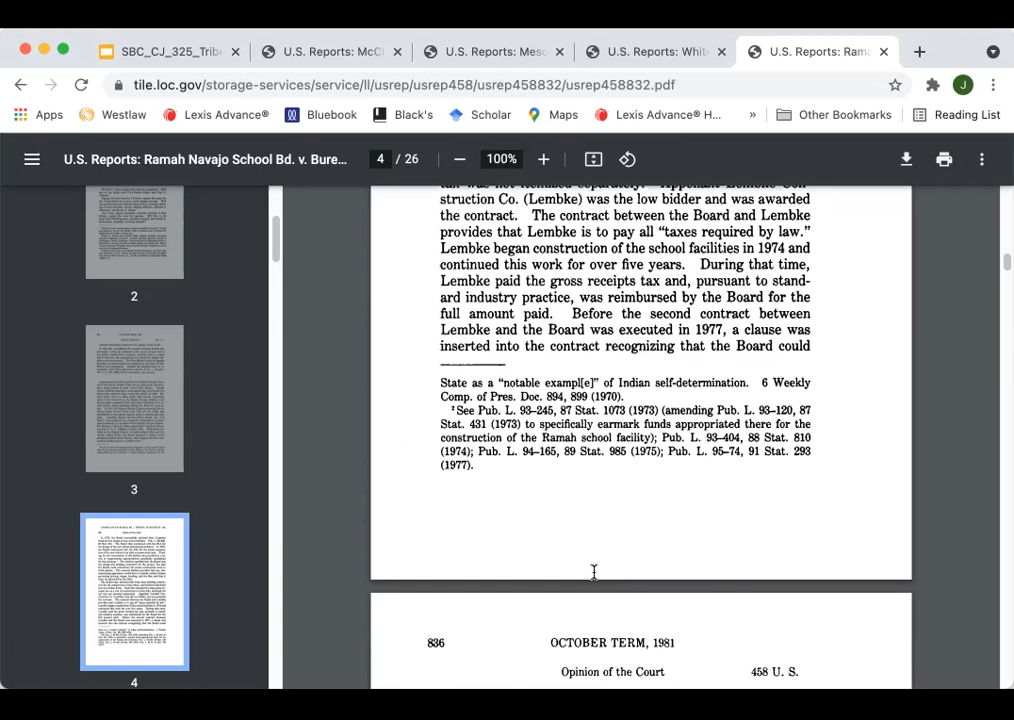 SBC_CJ_325_Tribe
U.S. Reports: McCl
U.S. Reports: Mesc
U.S. Reports: White
U.S. Reports: Rama
tile.loc.gov/storage-services/service/ll/usrep/usrep458/usrep458832/usrep458832.pdf
J
Apps
Westlaw
Lexis Advance®
Bluebook
Black's
Scholar
Maps
Lexis Advance® H...
»
Other Bookmarks
Reading List
U.S. Reports: Ramah Navajo School Bd. v. Bure...
4 / 26
100%
2
3
4
struction Co. (Lembke) was the low bidder and was awarded
the contract. The contract between the Board and Lembke
provides that Lembke is to pay all "taxes required by law."
Lembke began construction of the school facilities in 1974 and
continued this work for over five years. During that time,
Lembke paid the gross receipts tax and, pursuant to stand-
ard industry practice, was reimbursed by the Board for the
full amount paid. Before the second contract between
Lembke and the Board was executed in 1977, a clause was
inserted into the contract recognizing that the Board could
State as a "notable exampl[e]" of Indian self-determination. 6 Weekly
Comp. of Pres. Doc. 894, 899 (1970).
See Pub. L. 93-245, 87 Stat. 1073 (1973) (amending Pub. L. 93-120, 87
Stat. 431 (1973) to specifically earmark funds appropriated there for the
construction of the Ramah school facility); Pub. L. 93-404, 88 Stat. 810
(1974); Pub. L. 94-165, 89 Stat. 985 (1975); Pub. L. 95-74, 91 Stat. 293
(1977).
836
OCTOBER TERM, 1981
Opinion of the Court
458 U. S.